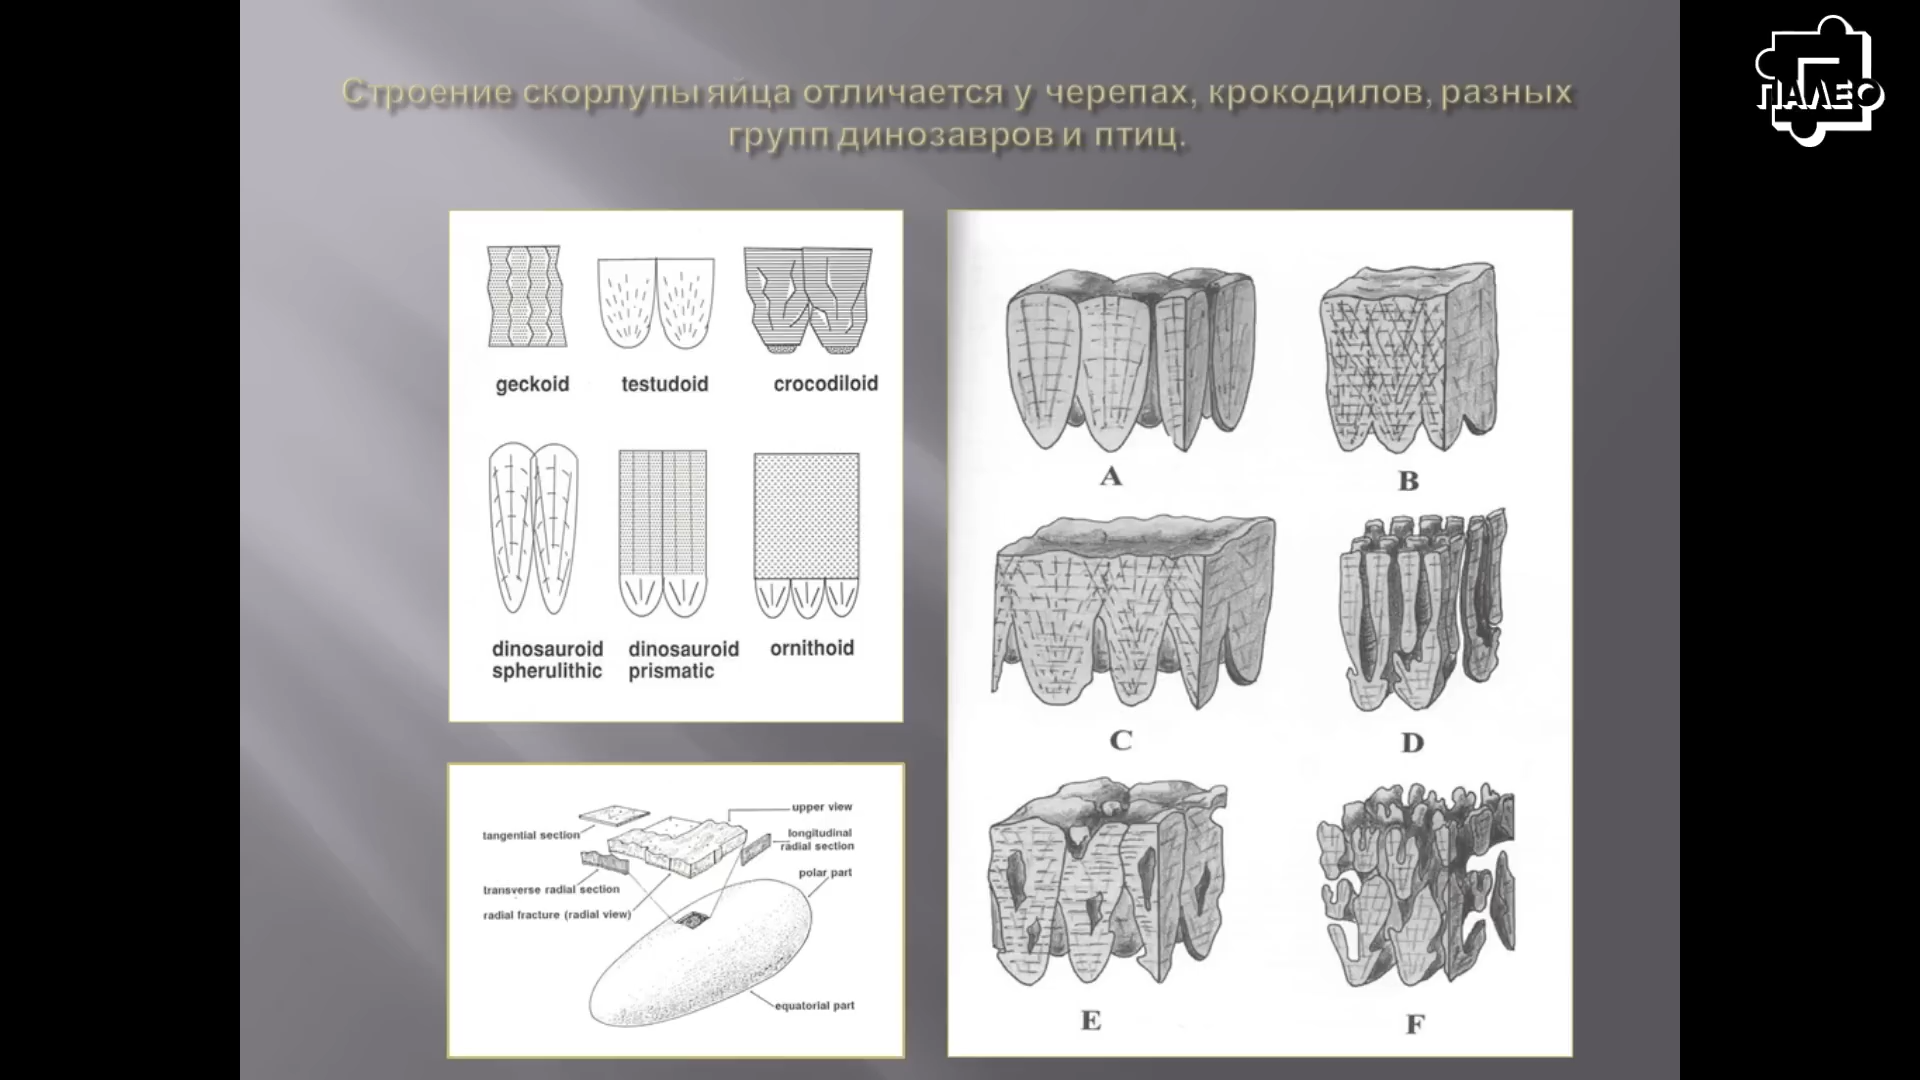 Строение скорлупы яйца отличается у черепах, крокодилов, разных
групп динозавров и птиц.
ПАЛЕО
geckoid testudoid crocodiloid
dinosauroid dinosauroid ornithoid
spherulithic prismatic
upper view
tangential section
longitudinal
radial section
polar part
transverse radial section
radial fracture (radial view)
equatorial part
A B
C D
E F